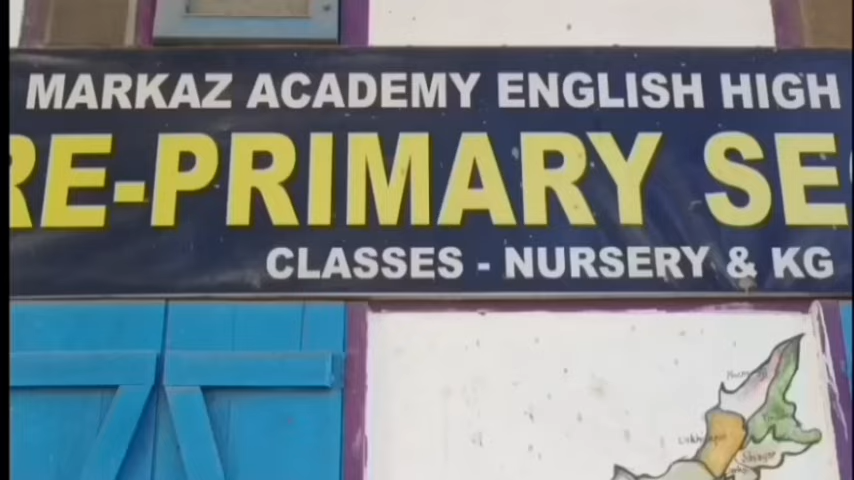 MARKAZ ACADEMY ENGLISH HIGH
RE-PRIMARY SE
CLASSES - NURSERY & KG